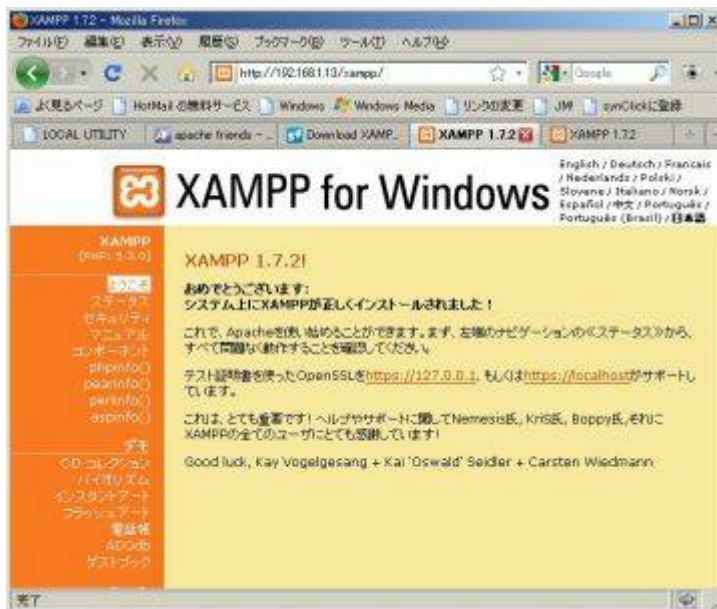 XAMPP 1.7.2 - Mozilla Firefox
ファイル(F) 編集(E) 表示(V) 履歴(S) ブックマーク(B) ツール(T) ヘルプ(H)
http://192.168.1.13/xampp/
Google
よく見るページ HotMail の無料サービス Windows Windows Media リンクの変更 JWord synClickに登録
LOCAL UTILITY apache friends - ... Download XAMP... XAMPP 1.7.2 XAMPP 1.7.2
XAMPP for Windows
English / Deutsch / Francais
/ Nederlands / Polski /
Slovene / Italiano / Norsk /
Español / 中文 / Português /
Português (Brasil) / 日本語
XAMPP
[PHP: 5.3.0]
ようこそ
ステータス
セキュリティ
マニュアル
コンポーネント
phpinfo()
pearinfo()
perlinfo()
aspinfo()
デモ
CD コレクション
バイオリズム
インスタントアート
フラッシュアート
電話帳
ADOdb
ゲストブック
XAMPP 1.7.2!
おめでとうございます:
システム上にXAMPPが正しくインストールされました!
これで、Apacheを使い始めることができます。まず、左端のナビゲーションの≪ステータス≫から、
すべて問題なく動作することを確認してください。
テスト証明書を使ったOpenSSLをhttps://127.0.0.1, もしくはhttps://localhostがサポートし
ています。
これは、とても重要です! ヘルプやサポートに関してNemesis氏, KriS氏, Boppy氏,それに
XAMPPの全てのユーザにとても感謝しています!
Good luck, Kay Vogelgesang + Kai 'Oswald' Seidler + Carsten Wiedmann
完了